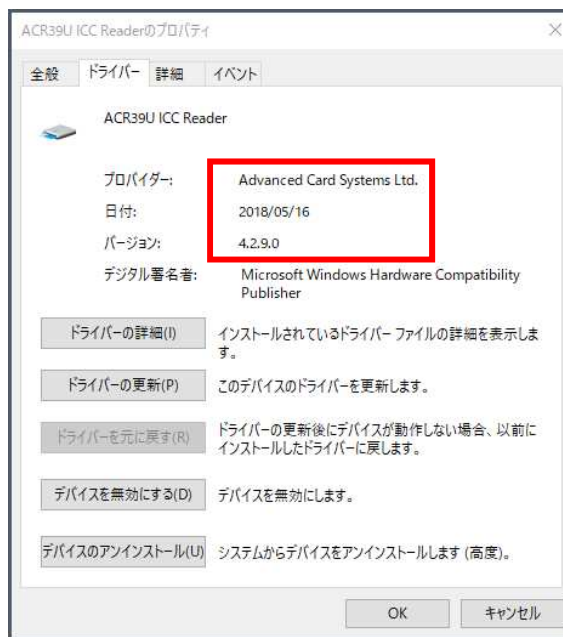 ACR39U ICC Readerのプロパティ
全般 ドライバー 詳細 イベント
ACR39U ICC Reader
プロバイダー: Advanced Card Systems Ltd.
日付: 2018/05/16
バージョン: 4.2.9.0
デジタル署名者: Microsoft Windows Hardware Compatibility
Publisher
ドライバーの詳細(I) インストールされているドライバー ファイルの詳細を表示しま
す。
ドライバーの更新(P) このデバイスのドライバーを更新します。
ドライバーを元に戻す(R) ドライバーの更新後にデバイスが動作しない場合、以前に
インストールしたドライバーに戻します。
デバイスを無効にする(D) デバイスを無効にします。
デバイスのアンインストール(U) システムからデバイスをアンインストールします (高度)。
OK キャンセル